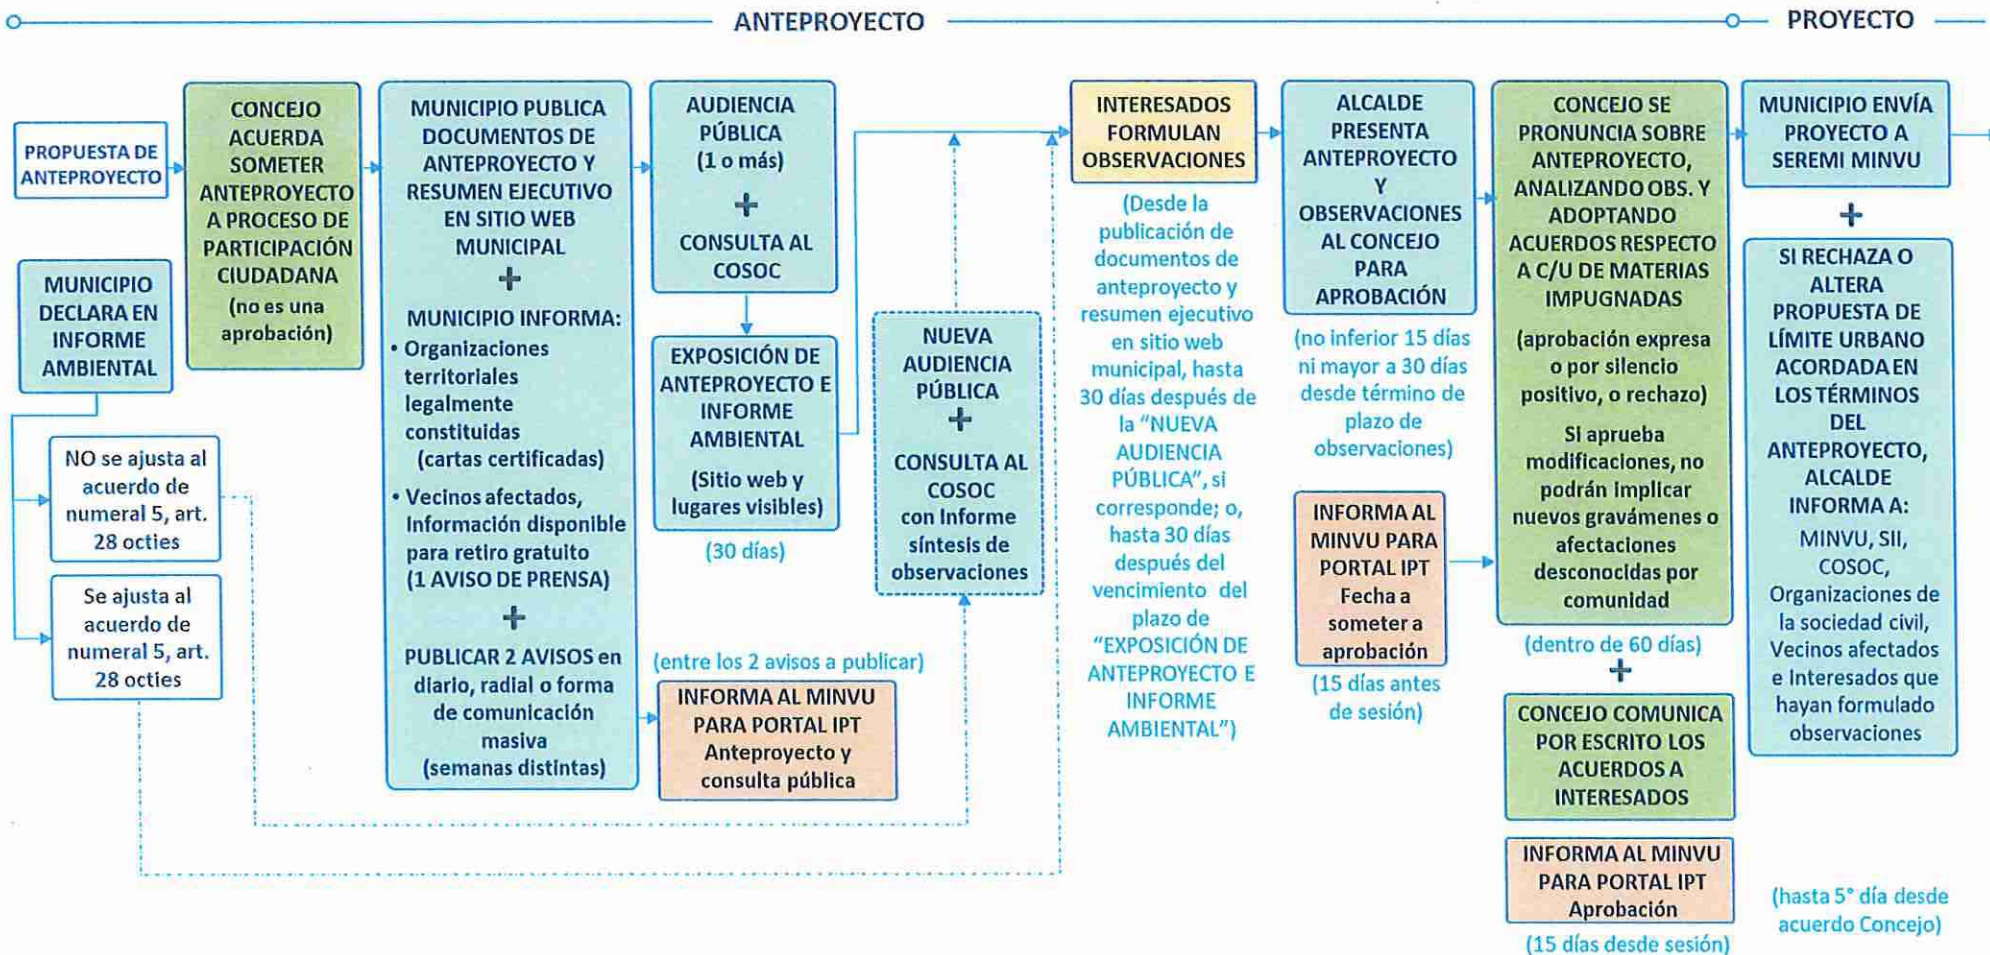 ANTEPROYECTO
PROYECTO
PROPUESTA DE
ANTEPROYECTO
MUNICIPIO
DECLARA EN
INFORME
AMBIENTAL
NO se ajusta al
acuerdo de
numeral 5, art.
28 octies
Se ajusta al
acuerdo de
numeral 5, art.
28 octies
CONCEJO
ACUERDA
SOMETER
ANTEPROYECTO
A PROCESO DE
PARTICIPACIÓN
CIUDADANA
(no es una
aprobación)
MUNICIPIO PUBLICA
DOCUMENTOS DE
ANTEPROYECTO Y
RESUMEN EJECUTIVO
EN SITIO WEB
MUNICIPAL
+
MUNICIPIO INFORMA:
• Organizaciones
territoriales
legalmente
constituidas
(cartas certificadas)
• Vecinos afectados,
Información disponible
para retiro gratuito
(1 AVISO DE PRENSA)
+
PUBLICAR 2 AVISOS en
diario, radial o forma
de comunicación
masiva
(semanas distintas)
AUDIENCIA
PÚBLICA
(1 o más)
+
CONSULTA AL
COSOC
EXPOSICIÓN DE
ANTEPROYECTO E
INFORME
AMBIENTAL
(Sitio web y
lugares visibles)
(30 días)
(entre los 2 avisos a publicar)
INFORMA AL MINVU
PARA PORTAL IPT
Anteproyecto y
consulta pública
NUEVA
AUDIENCIA
PÚBLICA
+
CONSULTA AL
COSOC
con Informe
síntesis de
observaciones
INTERESADOS
FORMULAN
OBSERVACIONES
(Desde la
publicación de
documentos de
anteproyecto y
resumen ejecutivo
en sitio web
municipal, hasta
30 días después de
la “NUEVA
AUDIENCIA
PÚBLICA”, si
corresponde; o,
hasta 30 días
después del
vencimiento del
plazo de
“EXPOSICIÓN DE
ANTEPROYECTO E
INFORME
AMBIENTAL”)
ALCALDE
PRESENTA
ANTEPROYECTO
Y
OBSERVACIONES
AL CONCEJO
PARA
APROBACIÓN
(no inferior 15 días
ni mayor a 30 días
desde término de
plazo de
observaciones)
INFORMA AL
MINVU PARA
PORTAL IPT
Fecha a
someter a
aprobación
(15 días antes
de sesión)
CONCEJO SE
PRONUNCIA SOBRE
ANTEPROYECTO,
ANALIZANDO OBS. Y
ADOPTANDO
ACUERDOS RESPECTO
A C/U DE MATERIAS
IMPUGNADAS
(aprobación expresa
o por silencio
positivo, o rechazo)
Si aprueba
modificaciones, no
podrán implicar
nuevos gravámenes o
afectaciones
desconocidas por
comunidad
(dentro de 60 días)
+
CONCEJO COMUNICA
POR ESCRITO LOS
ACUERDOS A
INTERESADOS
INFORMA AL MINVU
PARA PORTAL IPT
Aprobación
(15 días desde sesión)
MUNICIPIO ENVÍA
PROYECTO A
SEREMI MINVU
+
SI RECHAZA O
ALTERA
PROPUESTA DE
LÍMITE URBANO
ACORDADA EN
LOS TÉRMINOS
DEL
ANTEPROYECTO,
ALCALDE
INFORMA A:
MINVU, SII,
COSOC,
Organizaciones de
la sociedad civil,
Vecinos afectados
e Interesados que
hayan formulado
observaciones
(hasta 5° día desde
acuerdo Concejo)